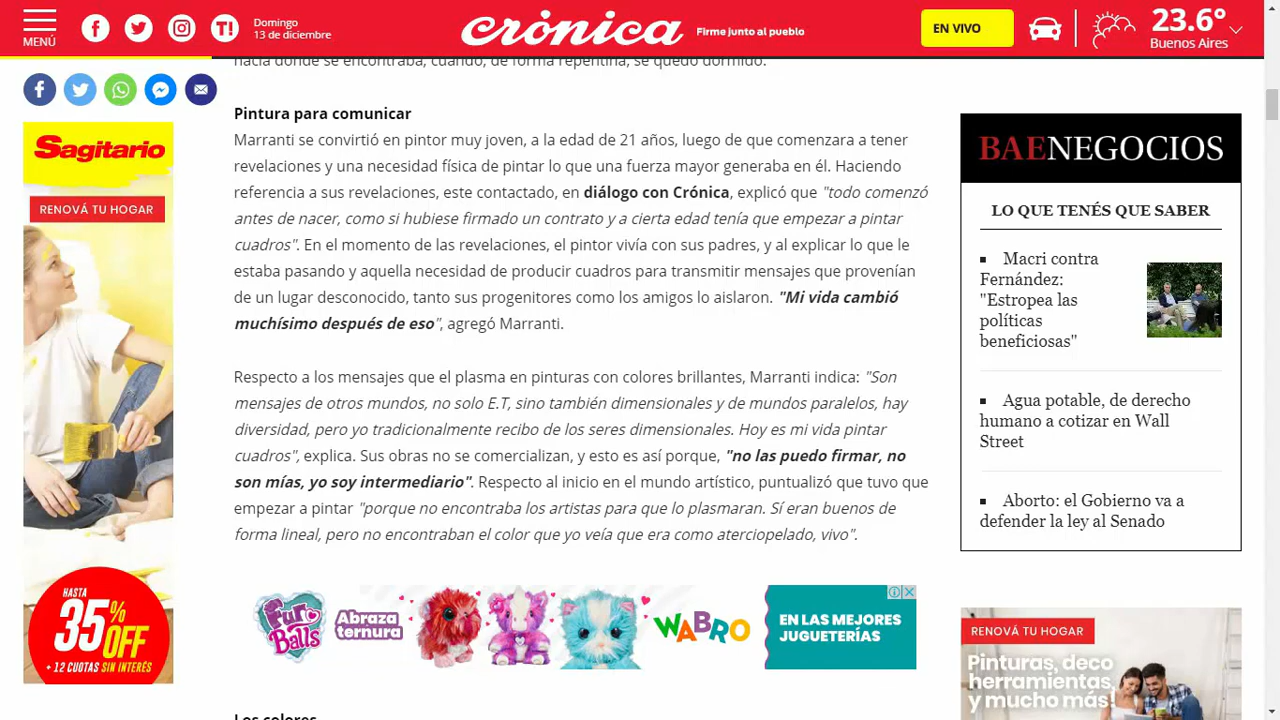 MENÚ
Domingo
13 de diciembre
crónica
Firme junto al pueblo
EN VIVO
23.6°
Buenos Aires
hacia donde se encontraba, cuando, de forma repentina, se quedó dormido.
Pintura para comunicar
Marranti se convirtió en pintor muy joven, a la edad de 21 años, luego de que comenzara a tener
revelaciones y una necesidad física de pintar lo que una fuerza mayor generaba en él. Haciendo
referencia a sus revelaciones, este contactado, en diálogo con Crónica, explicó que "todo comenzó
antes de nacer, como si hubiese firmado un contrato y a cierta edad tenía que empezar a pintar
cuadros". En el momento de las revelaciones, el pintor vivía con sus padres, y al explicar lo que le
estaba pasando y aquella necesidad de producir cuadros para transmitir mensajes que provenían
de un lugar desconocido, tanto sus progenitores como los amigos lo aislaron. "Mi vida cambió
muchísimo después de eso", agregó Marranti.
Respecto a los mensajes que el plasma en pinturas con colores brillantes, Marranti indica: "Son
mensajes de otros mundos, no solo E.T, sino también dimensionales y de mundos paralelos, hay
diversidad, pero yo tradicionalmente recibo de los seres dimensionales. Hoy es mi vida pintar
cuadros", explica. Sus obras no se comercializan, y esto es así porque, "no las puedo firmar, no
son mías, yo soy intermediario". Respecto al inicio en el mundo artístico, puntualizó que tuvo que
empezar a pintar "porque no encontraba los artistas para que lo plasmaran. Sí eran buenos de
forma lineal, pero no encontraban el color que yo veía que era como aterciopelado, vivo".
Los colores
Sagitario
RENOVÁ TU HOGAR
HASTA
35% OFF
+ 12 CUOTAS SIN INTERÉS
Fur Balls
Abraza
ternura
WABRO
EN LAS MEJORES
JUGUETERÍAS
BAENEGOCIOS
LO QUE TENÉS QUE SABER
Macri contra
Fernández:
"Estropea las
políticas
beneficiosas"
Agua potable, de derecho
humano a cotizar en Wall
Street
Aborto: el Gobierno va a
defender la ley al Senado
RENOVÁ TU HOGAR
Pinturas, deco
herramientas,
y mucho más!